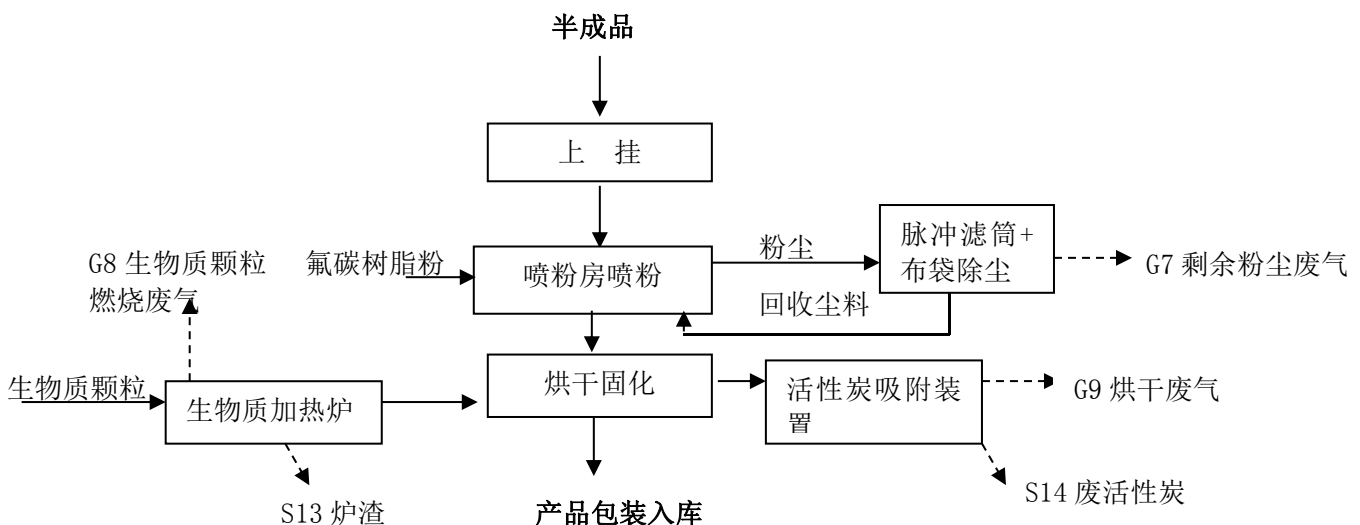 半成品
上 挂
G8 生物质颗粒
燃烧废气
氟碳树脂粉
喷粉房喷粉
粉尘
回收尘料
脉冲滤筒+
布袋除尘
G7 剩余粉尘废气
生物质颗粒
生物质加热炉
烘干固化
活性炭吸附装
置
G9 烘干废气
S13 炉渣
产品包装入库
S14 废活性炭